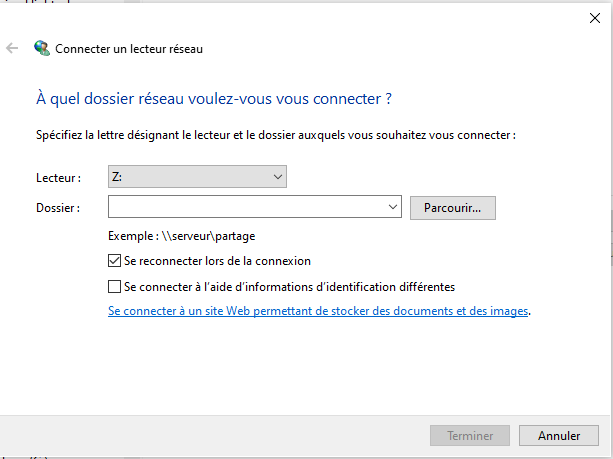 Connecter un lecteur réseau
À quel dossier réseau voulez-vous vous connecter ?
Spécifiez la lettre désignant le lecteur et le dossier auxquels vous souhaitez vous connecter :
Lecteur : Z:
Dossier : Parcourir...
Exemple : \\serveur\partage
Se reconnecter lors de la connexion
Se connecter à l'aide d'informations d'identification différentes
Se connecter à un site Web permettant de stocker des documents et des images.
Terminer Annuler